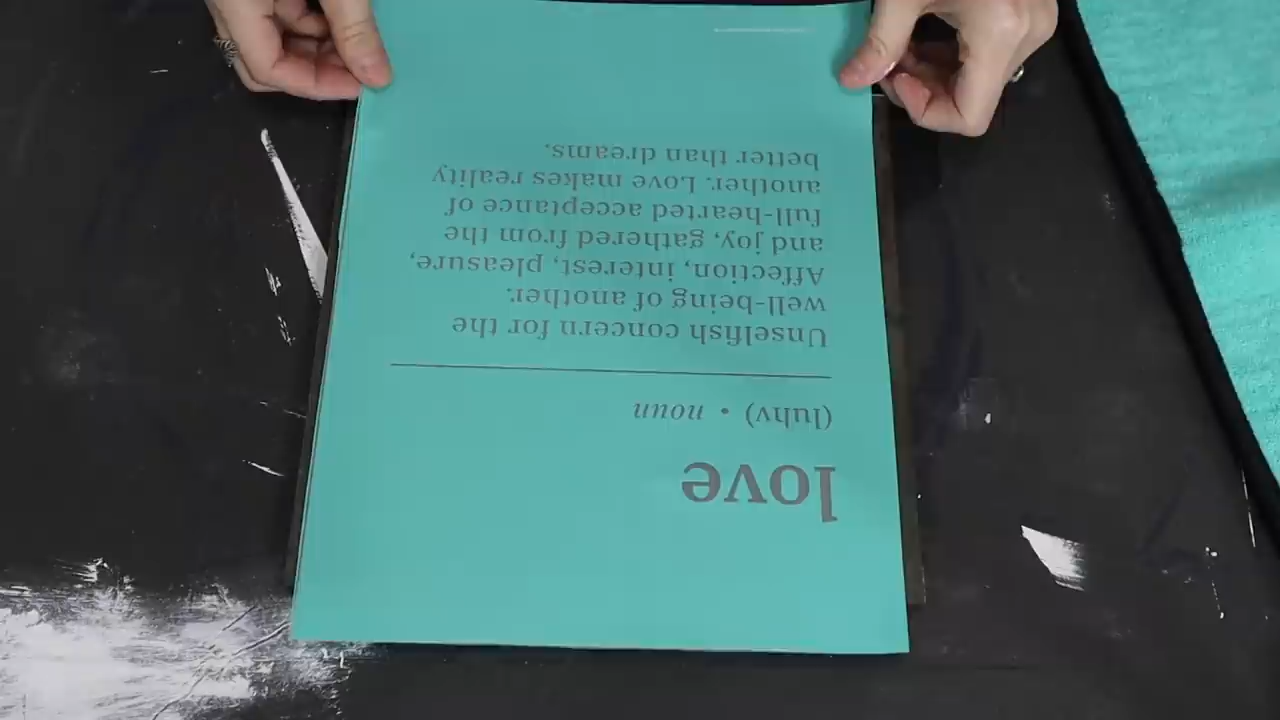 love
(luhv) • noun
Unselfish concern for the
well-being of another.
Affection, interest, pleasure,
and joy, gathered from the
full-hearted acceptance of
another. Love makes reality
better than dreams.